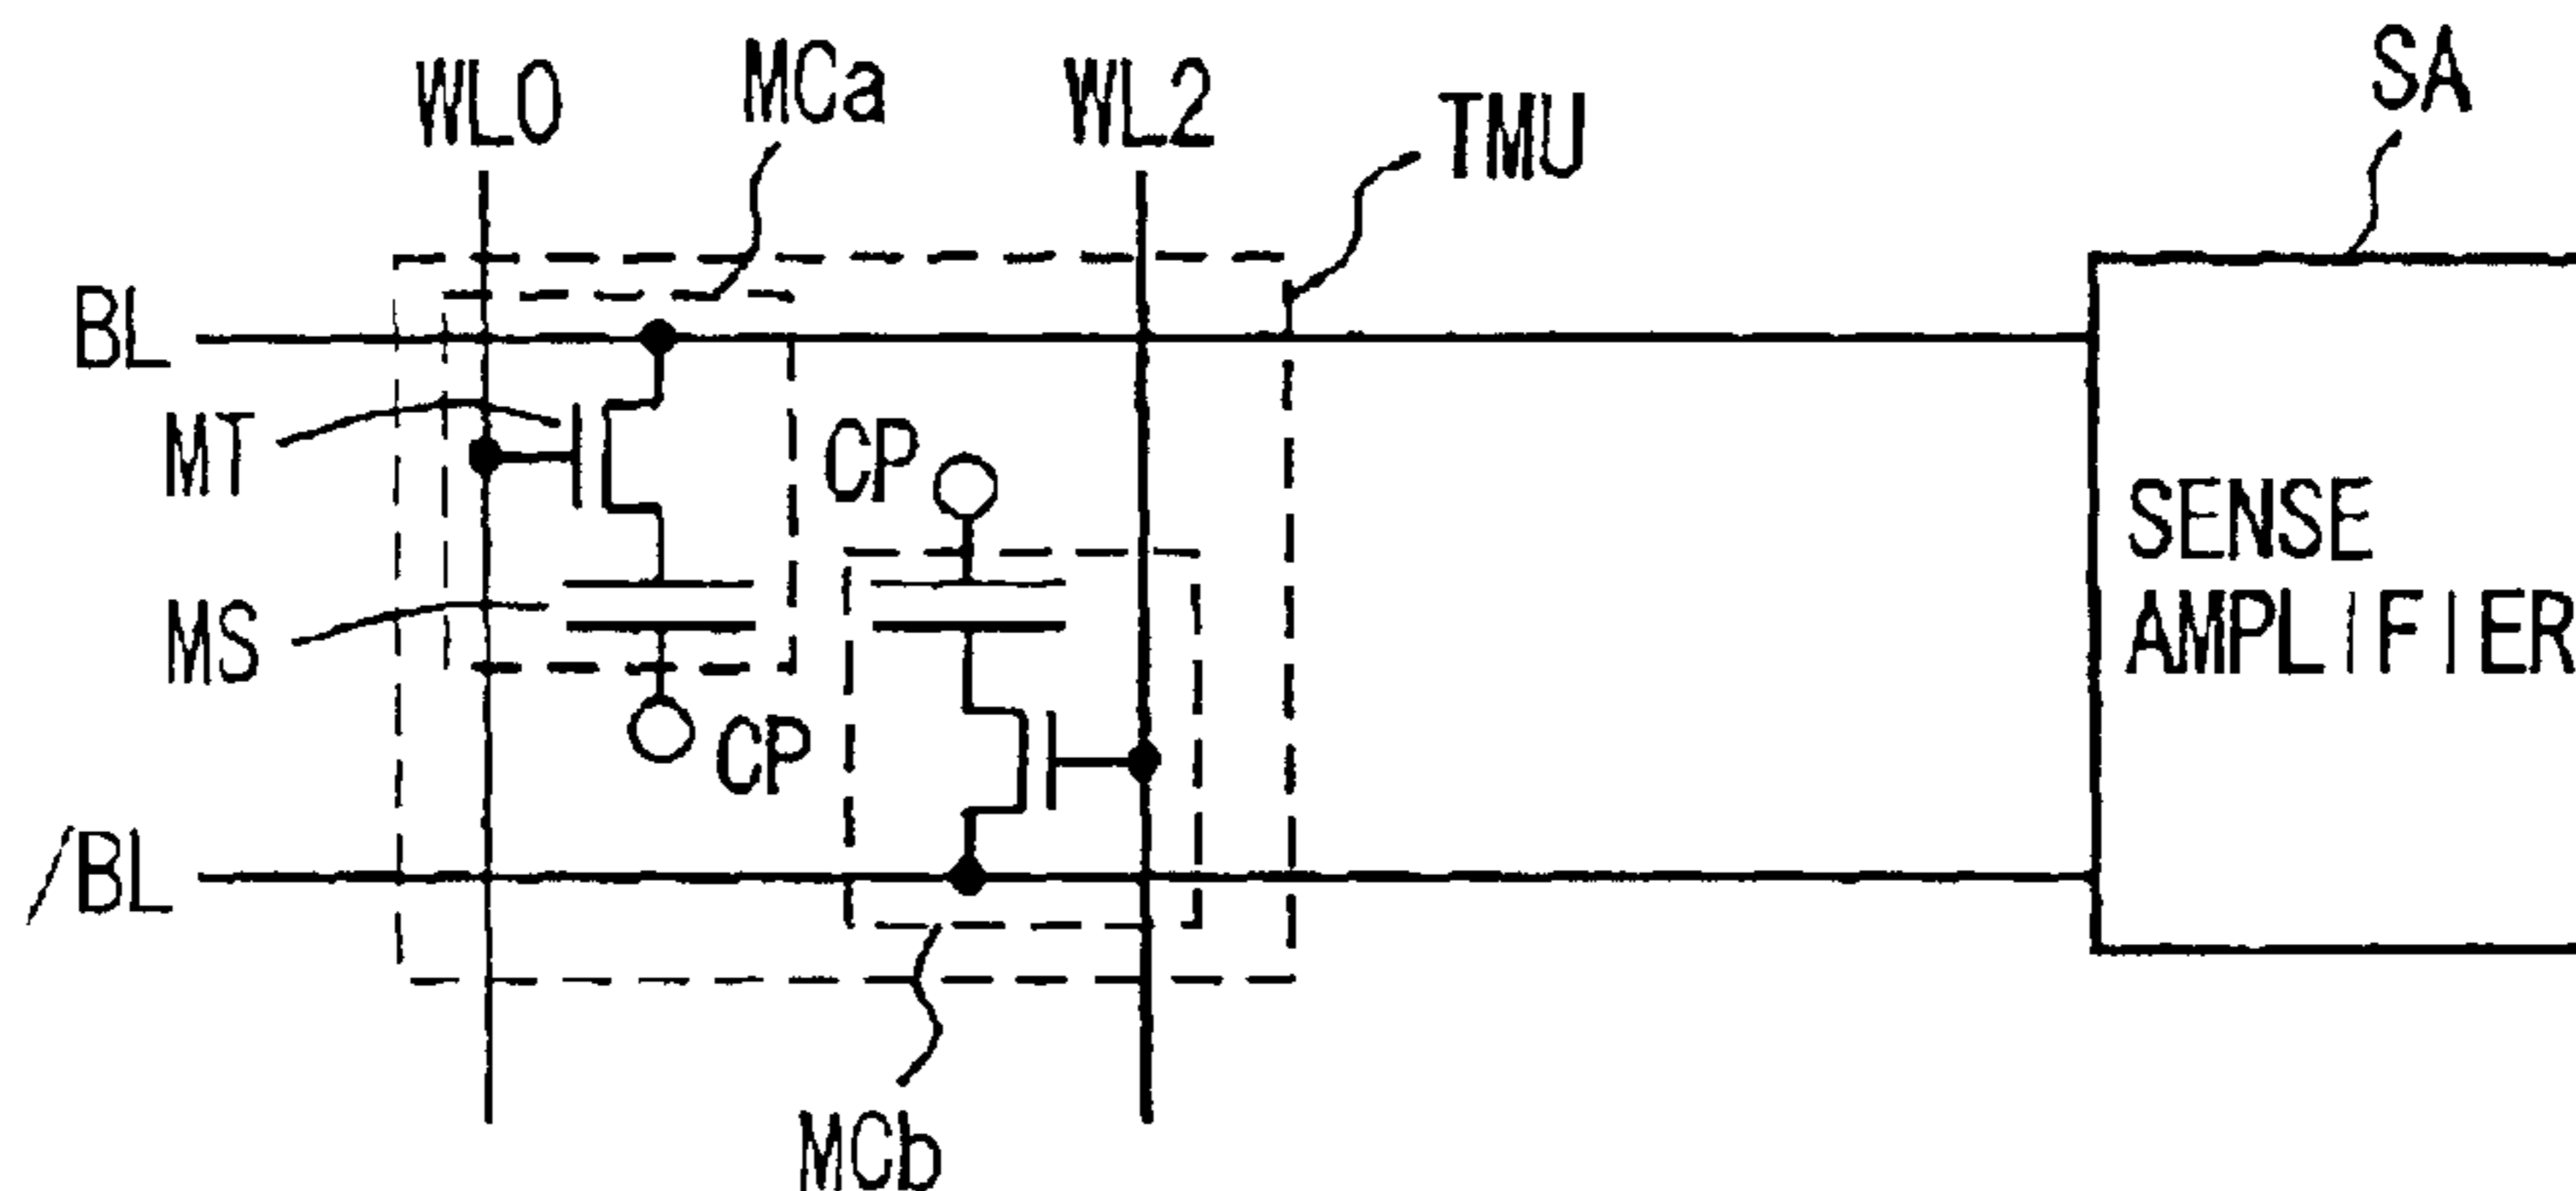 WL0
MCa
WL2
TMU
SA
BL
MT
CP
MS
CP
SENSE
AMPLIFIER
/BL
MCb